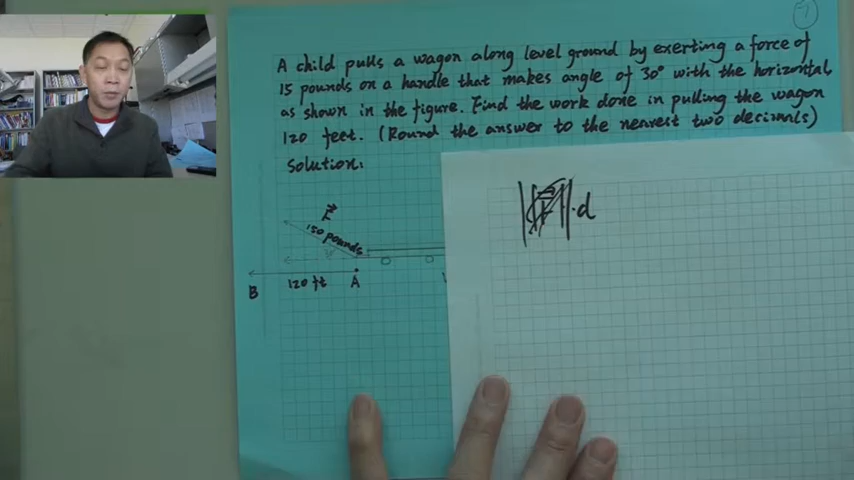 57
A child pulls a wagon along level ground by exerting a force of
15 pounds on a handle that makes angle of 30° with the horizontal,
as shown in the figure. Find the work done in pulling the wagon
120 feet. (Round the answer to the nearest two decimals)
solution:
F
150 pounds
B 120 ft A
·d